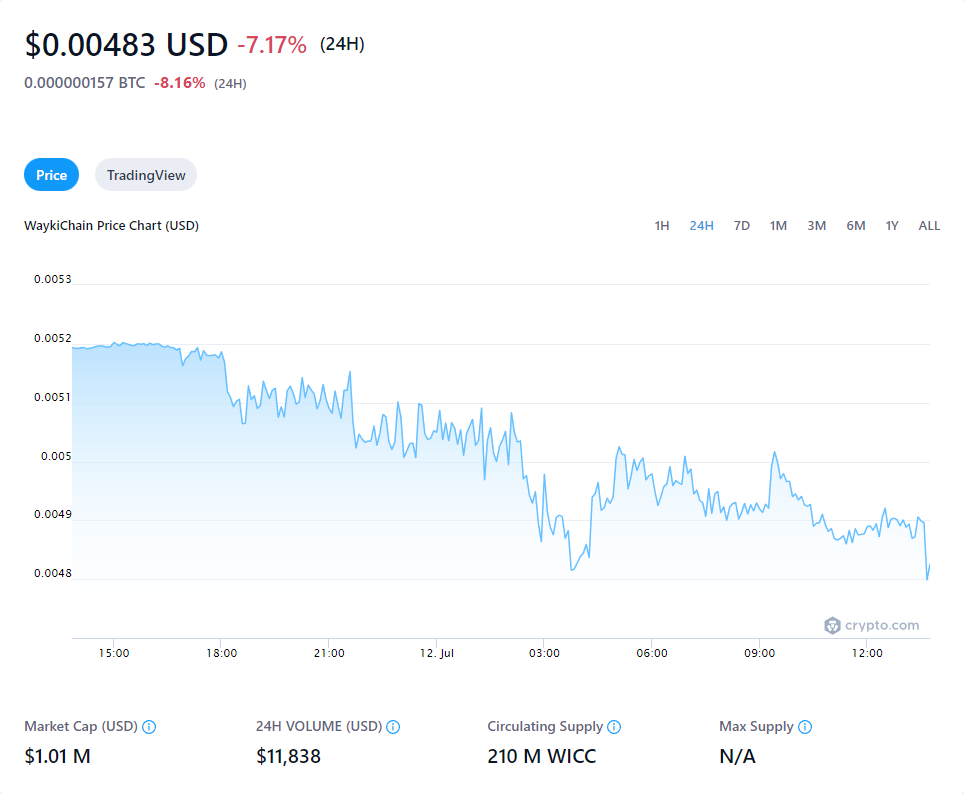 $0.00483 USD -7.17% (24H)
0.000000157 BTC -8.16% (24H)
Price TradingView
WaykiChain Price Chart (USD) 1H 24H 7D 1M 3M 6M 1Y ALL
0.0053
0.0052
0.0051
0.005
0.0049
0.0048
crypto.com
15:00 18:00 21:00 12. Jul 03:00 06:00 09:00 12:00
Market Cap (USD) 24H VOLUME (USD) Circulating Supply Max Supply
$1.01 M $11,838 210 M WICC N/A